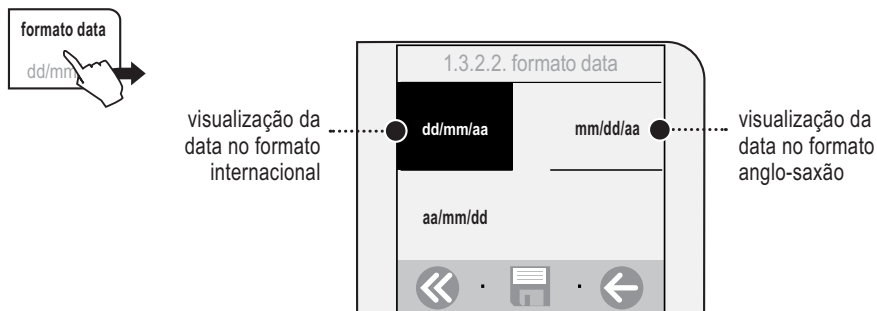 formato data
dd/mm
1.3.2.2. formato data
visualização da
data no formato
internacional
dd/mm/aa
mm/dd/aa
visualização da
data no formato
anglo-saxão
aa/mm/dd